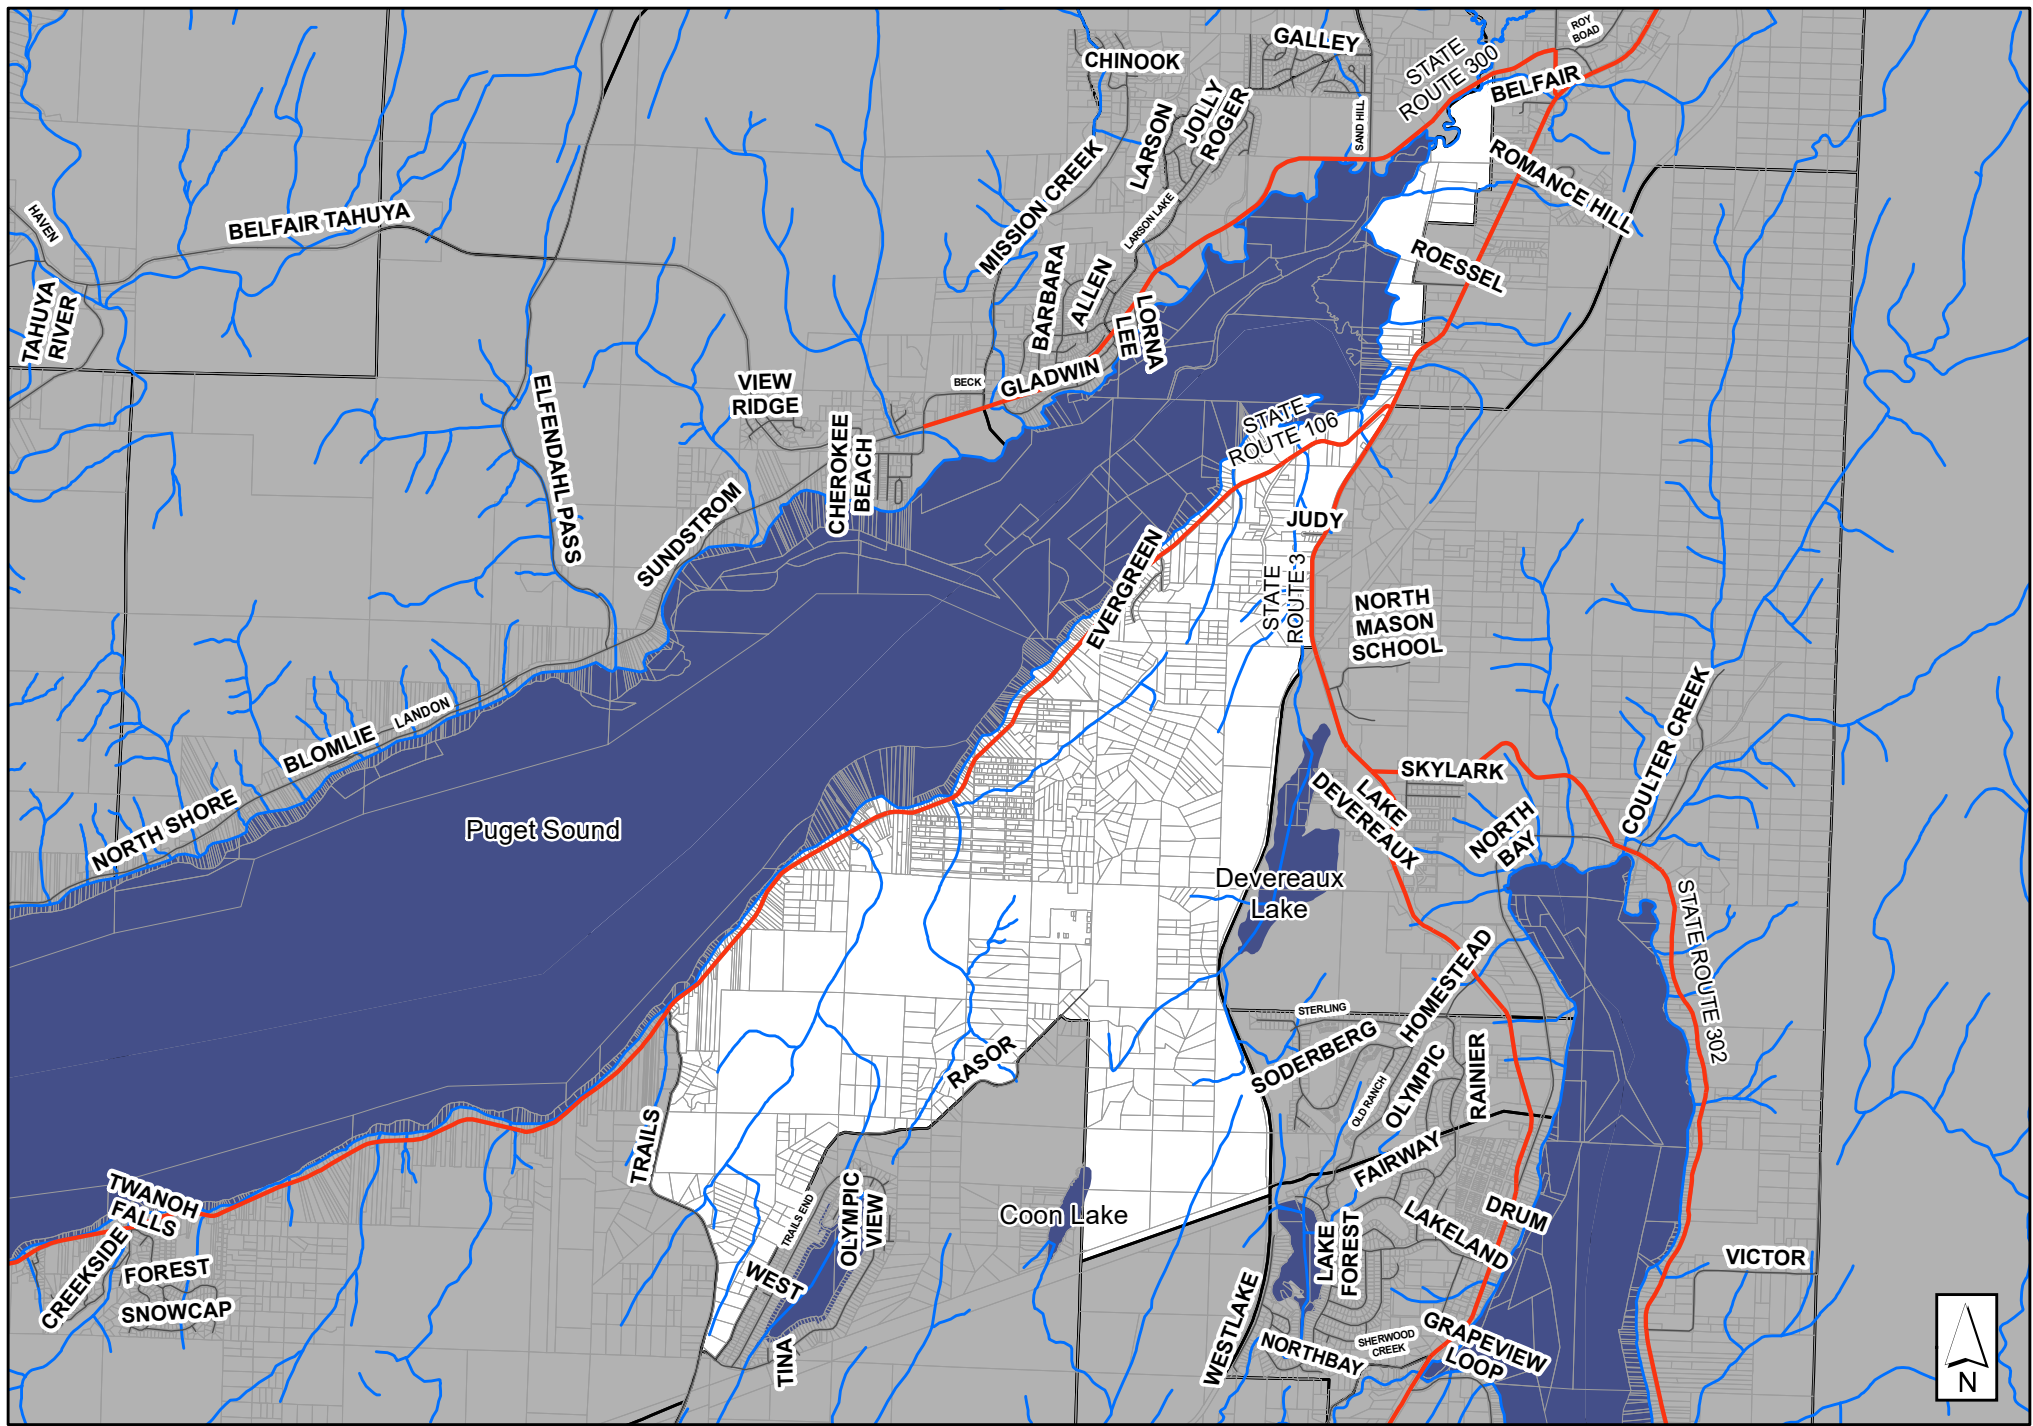 GALLEY
ROY
ROAD
CHINOOK
STATE
ROUTE 300
BELFAIR
JOLLY
ROGER
LARSON
SAND HILL
MISSION CREEK
ROMANCE HILL
HAVEN
BELFAIR TAHUYA
LARSON LAKE
ROESSEL
TAHUYA
RIVER
BARBARA
ALLEN
LORNA
LEE
VIEW
RIDGE
BECK
GLADWIN
ELFENDAHL PASS
CHEROKEE
BEACH
STATE
ROUTE 106
SUNDSTROM
JUDY
EVERGREEN
STATE
ROUTE 3
NORTH
MASON
SCHOOL
COULTER CREEK
LANDON
BLOMLIE
NORTH SHORE
SKYLARK
LAKE
DEVEREAUX
NORTH
BAY
Puget Sound
Devereaux
Lake
STATE ROUTE 302
HOMESTEAD
STERLING
SODERBERG
RASOR
OLYMPIC
RAINIER
OLD RANCH
TRAILS
FAIRWAY
TWANOH
FALLS
TRAILS END
OLYMPIC
VIEW
Coon Lake
LAKE
FOREST
LAKELAND
DRUM
VICTOR
CREEKSIDE
FOREST
SNOWCAP
WEST
TINA
WESTLAKE
NORTHBAY
SHERWOOD
CREEK
GRAPEVIEW
LOOP
N